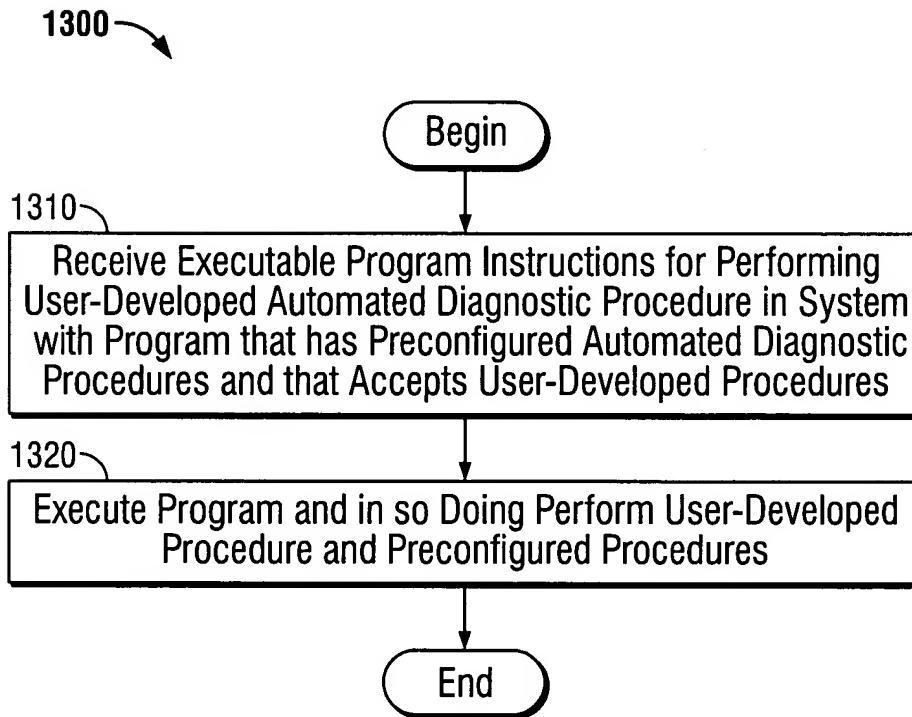 1300
Begin
1310
Receive Executable Program Instructions for Performing
User-Developed Automated Diagnostic Procedure in System
with Program that has Preconfigured Automated Diagnostic
Procedures and that Accepts User-Developed Procedures
1320
Execute Program and in so Doing Perform User-Developed
Procedure and Preconfigured Procedures
End